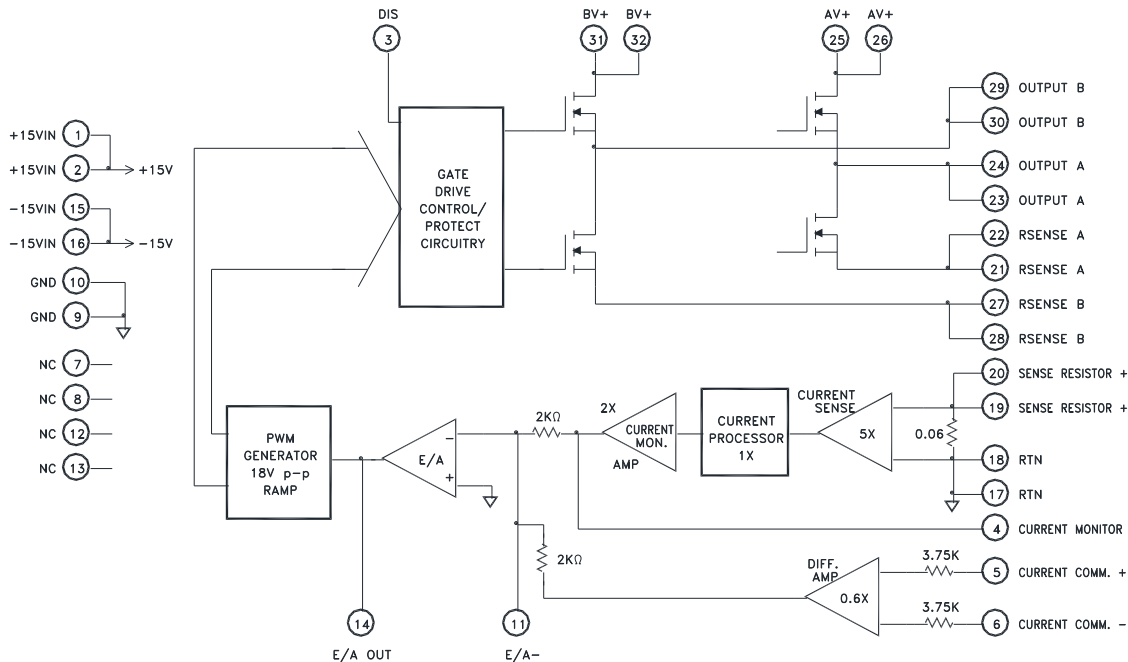 DIS
3
BV+
31
BV+
32
AV+
25
AV+
26
+15VIN 1
+15VIN 2 +15V
-15VIN 15
-15VIN 16 -15V
GND 10
GND 9
NC 7
NC 8
NC 12
NC 13
GATE
DRIVE
CONTROL/
PROTECT
CIRCUITRY
29 OUTPUT B
30 OUTPUT B
24 OUTPUT A
23 OUTPUT A
22 RSENSE A
21 RSENSE A
27 RSENSE B
28 RSENSE B
20 SENSE RESISTOR +
19 SENSE RESISTOR +
18 RTN
17 RTN
4 CURRENT MONITOR
5 CURRENT COMM. +
6 CURRENT COMM. -
PWM
GENERATOR
18V p-p
RAMP
E/A
-
+
2KΩ
2X
CURRENT
MON.
AMP
CURRENT
PROCESSOR
1X
CURRENT
SENSE
5X
0.06
2KΩ
DIFF.
AMP
0.6X
3.75K
3.75K
14
E/A OUT
11
E/A-